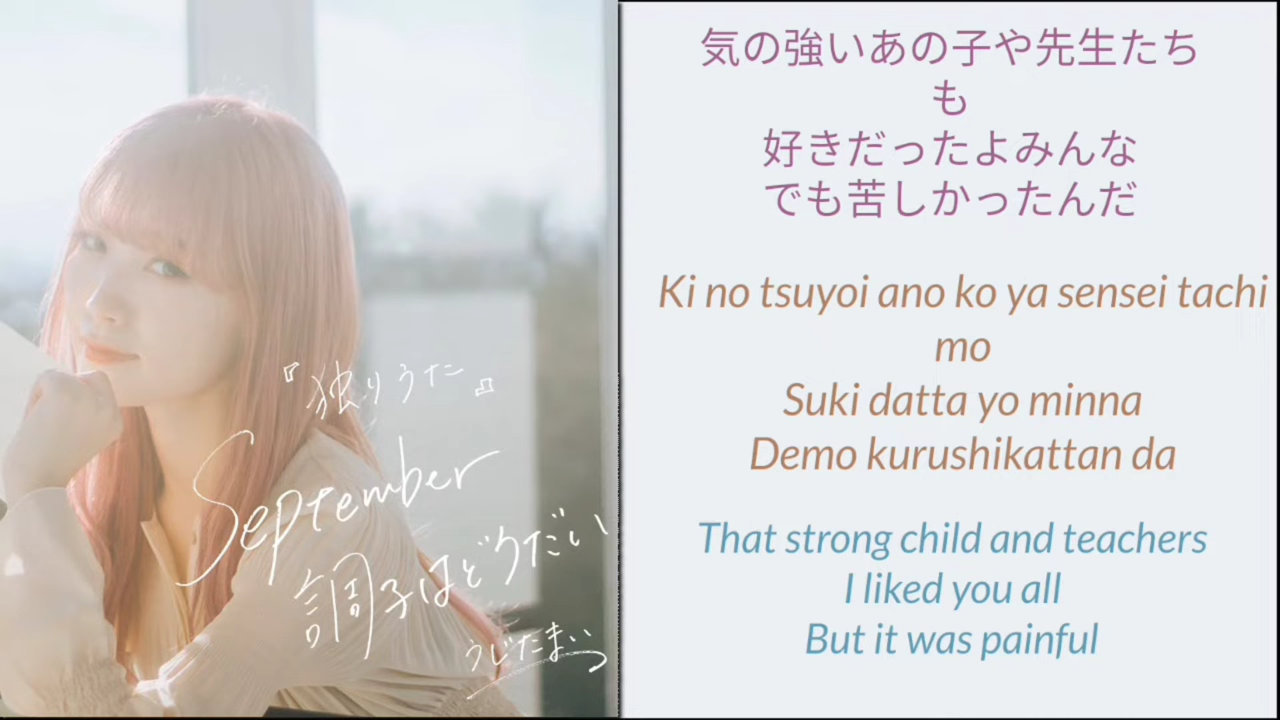 『独りうた』
September
調子はどうだい
うじたまい
気の強いあの子や先生たち
も
好きだったよみんな
でも苦しかったんだ
Ki no tsuyoi ano ko ya sensei tachi
mo
Suki datta yo minna
Demo kurushikattan da
That strong child and teachers
I liked you all
But it was painful